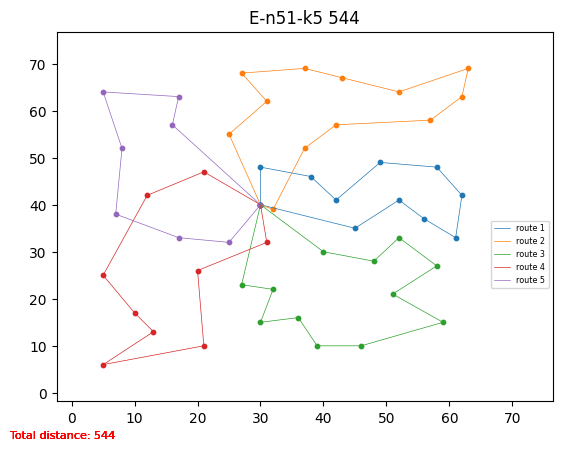 E-n51-k5 544
70
60
50
40
30
20
10
0
route 1
route 2
route 3
route 4
route 5
0 10 20 30 40 50 60 70
Total distance: 544